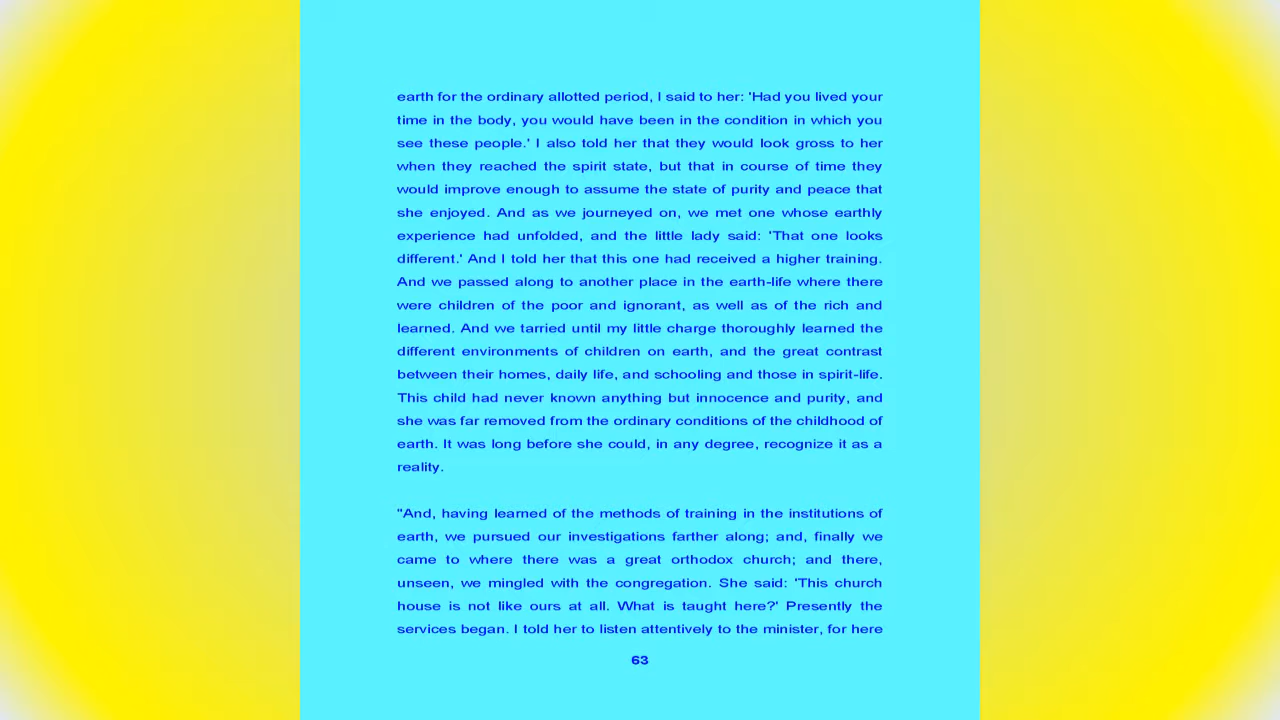 earth for the ordinary allotted period, I said to her: 'Had you lived your
time in the body, you would have been in the condition in which you
see these people.' I also told her that they would look gross to her
when they reached the spirit state, but that in course of time they
would improve enough to assume the state of purity and peace that
she enjoyed. And as we journeyed on, we met one whose earthly
experience had unfolded, and the little lady said: 'That one looks
different.' And I told her that this one had received a higher training.
And we passed along to another place in the earth-life where there
were children of the poor and ignorant, as well as of the rich and
learned. And we tarried until my little charge thoroughly learned the
different environments of children on earth, and the great contrast
between their homes, daily life, and schooling and those in spirit-life.
This child had never known anything but innocence and purity, and
she was far removed from the ordinary conditions of the childhood of
earth. It was long before she could, in any degree, recognize it as a
reality.
"And, having learned of the methods of training in the institutions of
earth, we pursued our investigations farther along; and, finally we
came to where there was a great orthodox church; and there,
unseen, we mingled with the congregation. She said: 'This church
house is not like ours at all. What is taught here?' Presently the
services began. I told her to listen attentively to the minister, for here
63